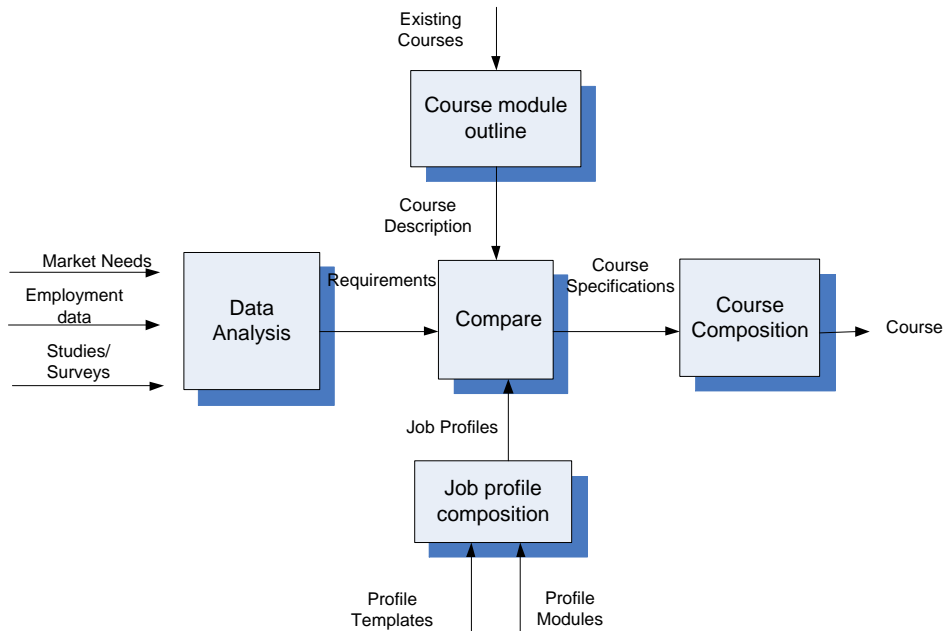 Existing
Courses
Course module
outline
Course
Description
Market Needs
Employment
data
Studies/
Surveys
Data
Analysis
Requirements
Compare
Course
Specifications
Course
Composition
Course
Job Profiles
Job profile
composition
Profile
Templates
Profile
Modules